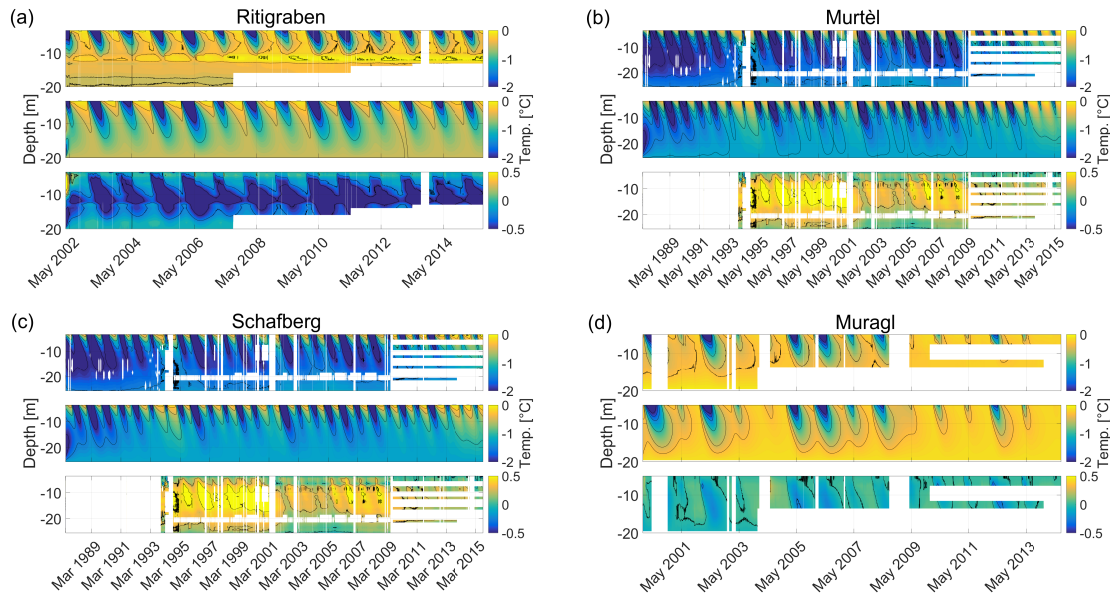 (a)
Ritigraben
-10
-20
0
-1
-2
-10
-20
0
-1
-2
-10
-20
0.5
0
-0.5
Depth [m]
Temp. [°C]
May 2002
May 2004
May 2006
May 2008
May 2010
May 2012
May 2014
(b)
Murtèl
-10
-20
0
-1
-2
-10
-20
0
-1
-2
-10
-20
0.5
0
-0.5
Depth [m]
Temp. [°C]
May 1989
May 1991
May 1993
May 1995
May 1997
May 1999
May 2001
May 2003
May 2005
May 2007
May 2009
May 2011
May 2013
May 2015
(c)
Schafberg
-10
-20
0
-1
-2
-10
-20
0
-1
-2
-10
-20
0.5
0
-0.5
Depth [m]
Temp. [°C]
Mar 1989
Mar 1991
Mar 1993
Mar 1995
Mar 1997
Mar 1999
Mar 2001
Mar 2003
Mar 2005
Mar 2007
Mar 2009
Mar 2011
Mar 2013
Mar 2015
(d)
Muragl
-10
-20
0
-1
-2
-10
-20
0
-1
-2
-10
-20
0.5
0
-0.5
Depth [m]
Temp. [°C]
May 2001
May 2003
May 2005
May 2007
May 2009
May 2011
May 2013